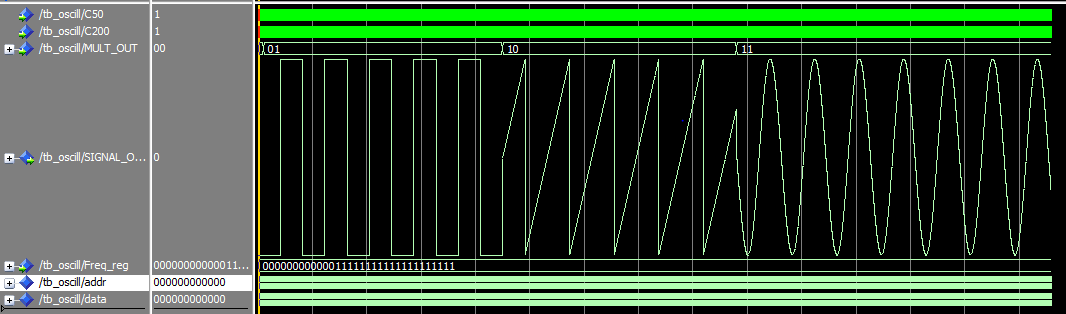 /tb_oscill/C50 1
/tb_oscill/C200 1
/tb_oscill/MULT_OUT 00 01 10 11
/tb_oscill/SIGNAL_O... 0
/tb_oscill/Freq_reg 00000000000011... 00000000000011111111111111111111
/tb_oscill/addr 000000000000
/tb_oscill/data 000000000000